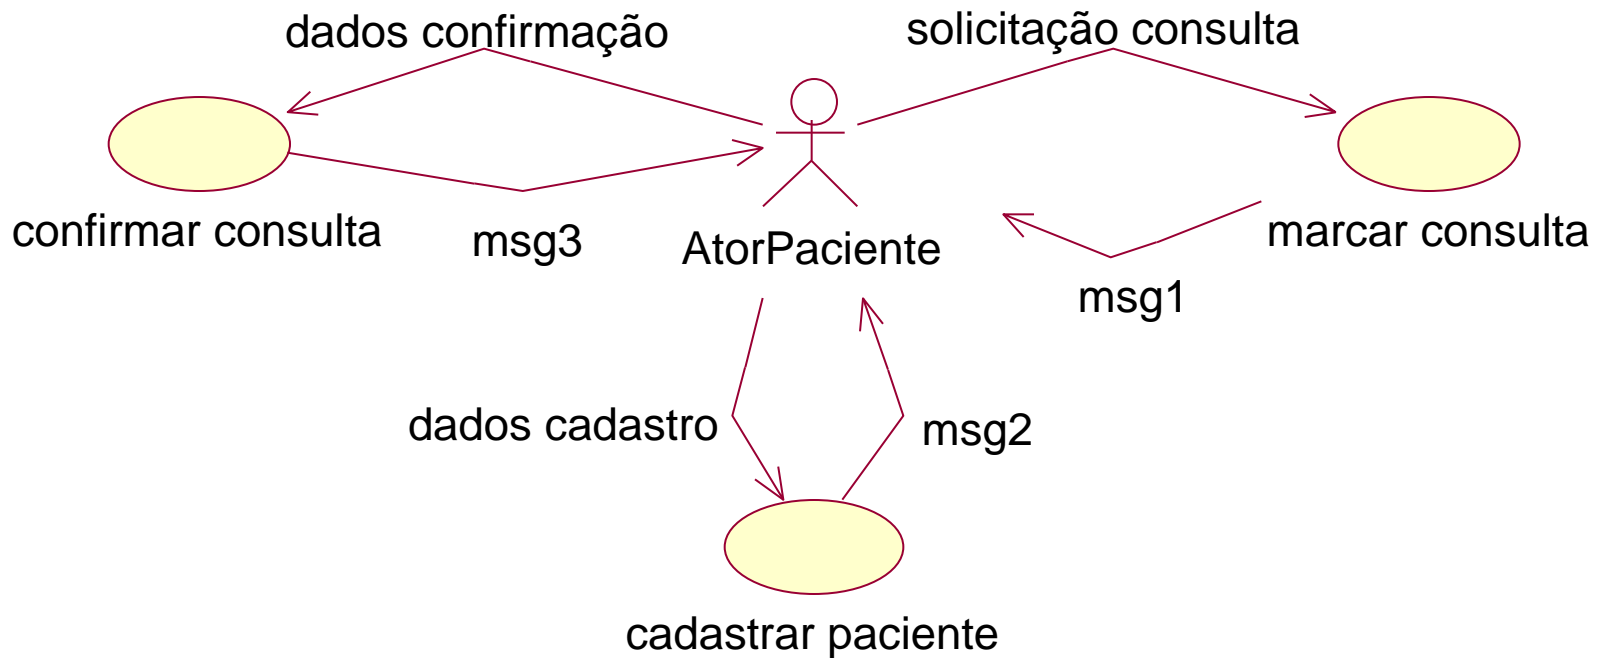 dados confirmação
solicitação consulta
confirmar consulta
msg3
AtorPaciente
marcar consulta
msg1
dados cadastro
msg2
cadastrar paciente